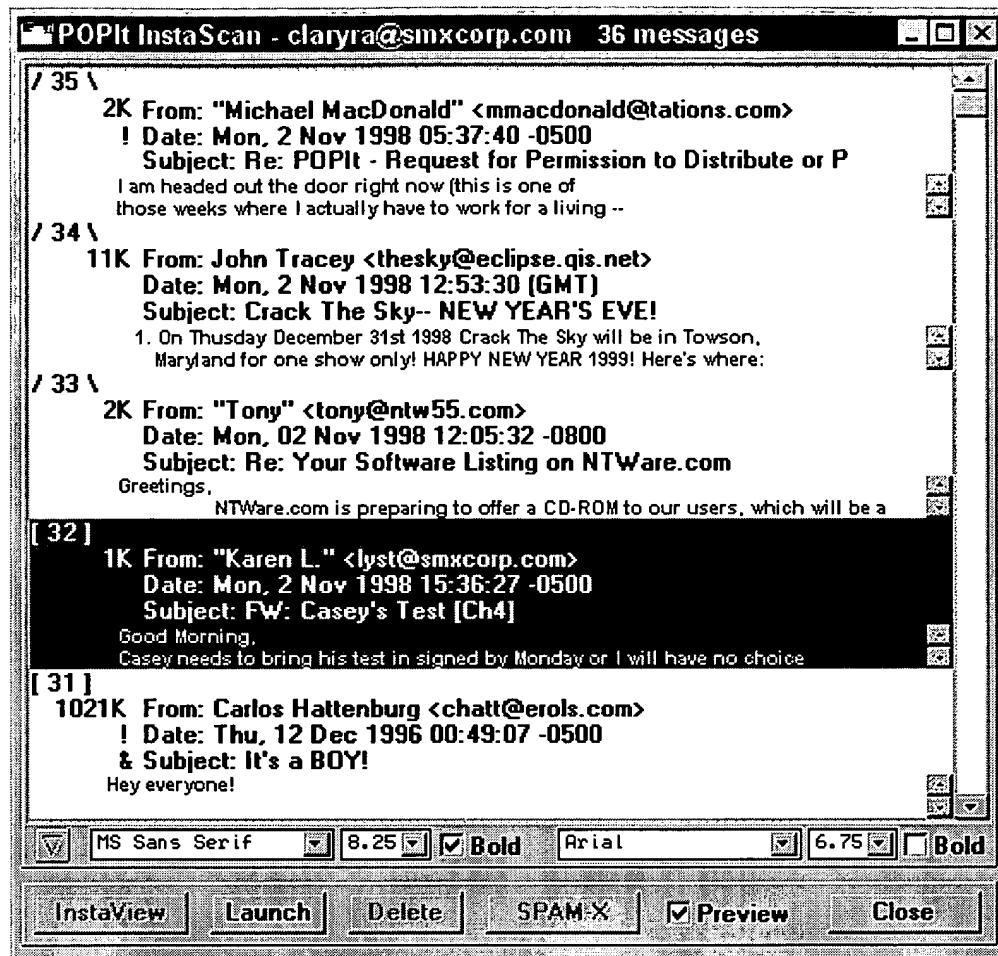 POPIt InstaScan - claryra@smxcorp.com 36 messages
/ 35 \
2K From: "Michael MacDonald" <mmacdonald@tations.com>
! Date: Mon, 2 Nov 1998 05:37:40 -0500
Subject: Re: POPIt - Request for Permission to Distribute or P
I am headed out the door right now (this is one of
those weeks where I actually have to work for a living --
/ 34 \
11K From: John Tracey <thesky@eclipse.qis.net>
Date: Mon, 2 Nov 1998 12:53:30 (GMT)
Subject: Crack The Sky-- NEW YEAR'S EVE!
1. On Thursday December 31st 1998 Crack The Sky will be in Towson,
Maryland for one show only! HAPPY NEW YEAR 1999! Here's where:
/ 33 \
2K From: "Tony" <tony@ntw55.com>
Date: Mon, 02 Nov 1998 12:05:32 -0800
Subject: Re: Your Software Listing on NTWare.com
Greetings,
NTWare.com is preparing to offer a CD-ROM to our users, which will be a
[ 32 ]
1K From: "Karen L." <lyst@smxcorp.com>
Date: Mon, 2 Nov 1998 15:36:27 -0500
Subject: FW: Casey's Test [Ch4]
Good Morning,
Casey needs to bring his test in signed by Monday or I will have no choice
[ 31 ]
1021K From: Carlos Hattenburg <chatt@erols.com>
! Date: Thu, 12 Dec 1996 00:49:07 -0500
& Subject: It's a BOY!
Hey everyone!
MS Sans Serif 8.25 Bold Arial 6.75 Bold
InstaView Launch Delete SPAM-X Preview Close